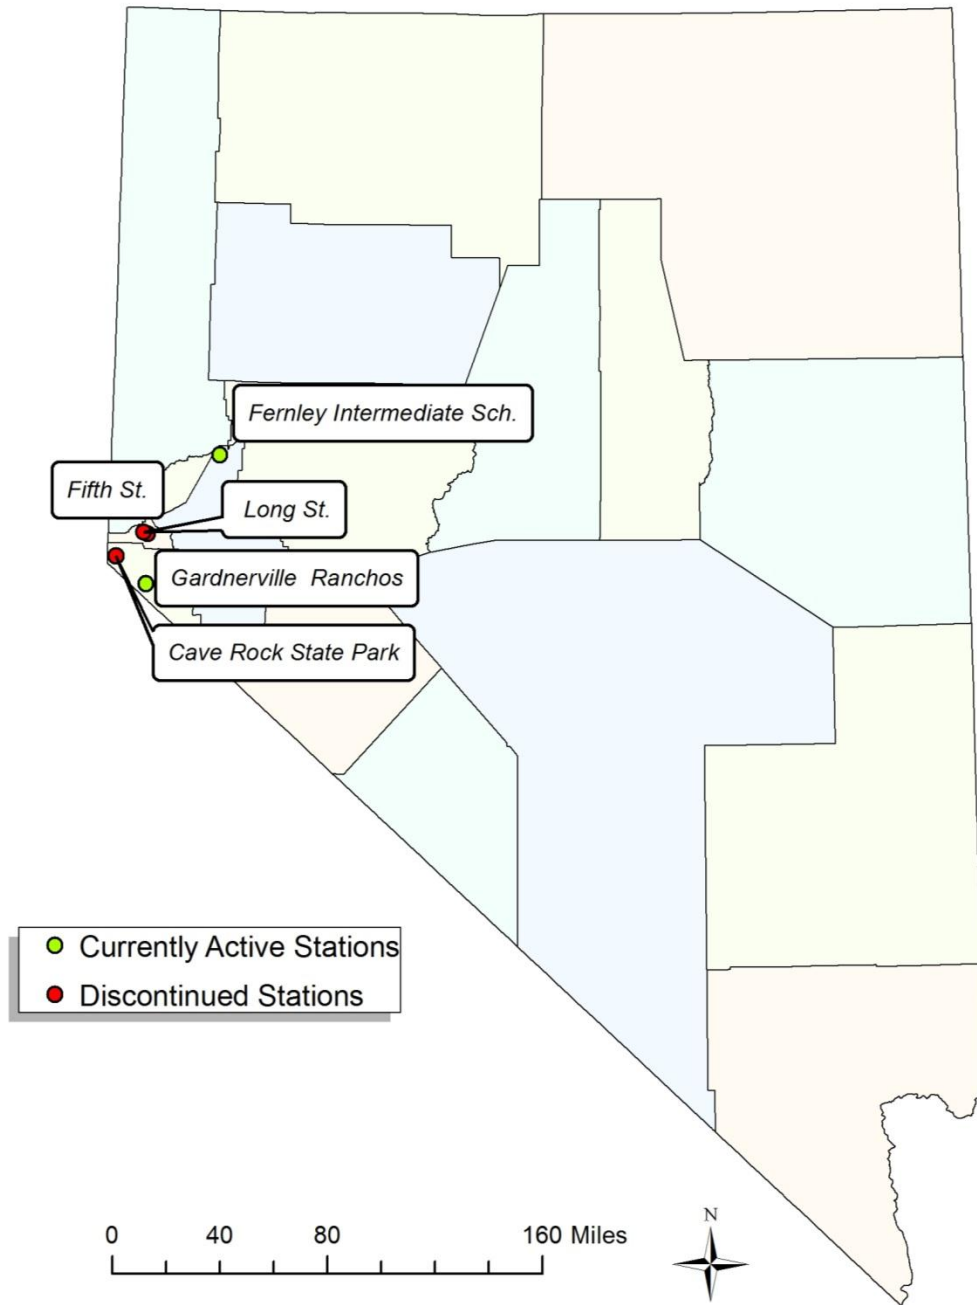 Fernley Intermediate Sch.
Fifth St.
Long St.
Gardnerville Ranchos
Cave Rock State Park
Currently Active Stations
Discontinued Stations
0 40 80 160 Miles
N